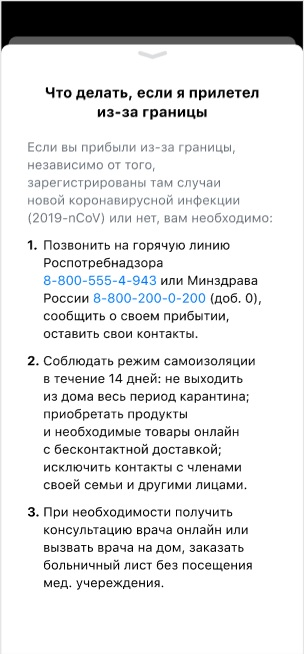 Что делать, если я прилетел
из-за границы
Если вы прибыли из-за границы,
независимо от того,
зарегистрированы там случаи
новой коронавирусной инфекции
(2019-nCoV) или нет, вам необходимо:
1. Позвонить на горячую линию
Роспотребнадзора
8-800-555-4-943 или Минздрава
России 8-800-200-0-200 (доб. 0),
сообщить о своем прибытии,
оставить свои контакты.
2. Соблюдать режим самоизоляции
в течение 14 дней: не выходить
из дома весь период карантина;
приобретать продукты
и необходимые товары онлайн
с бесконтактной доставкой;
исключить контакты с членами
своей семьи и другими лицами.
3. При необходимости получить
консультацию врача онлайн или
вызвать врача на дом, заказать
больничный лист без посещения
мед. учереждения.